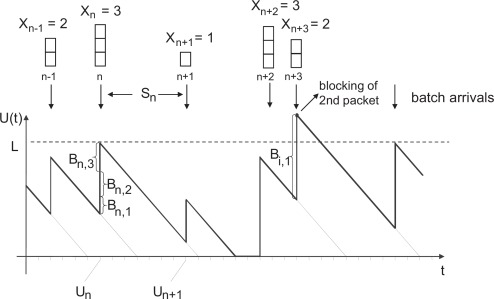 X_{n-1} = 2
X_n = 3
X_{n+1} = 1
X_{n+2} = 3
X_{n+3} = 2
n-1
n
n+1
n+2
n+3
S_n
blocking of
2nd packet
batch arrivals
U(t)
L
B_{n,3}
B_{n,2}
B_{n,1}
B_{i,1}
t
U_n
U_{n+1}